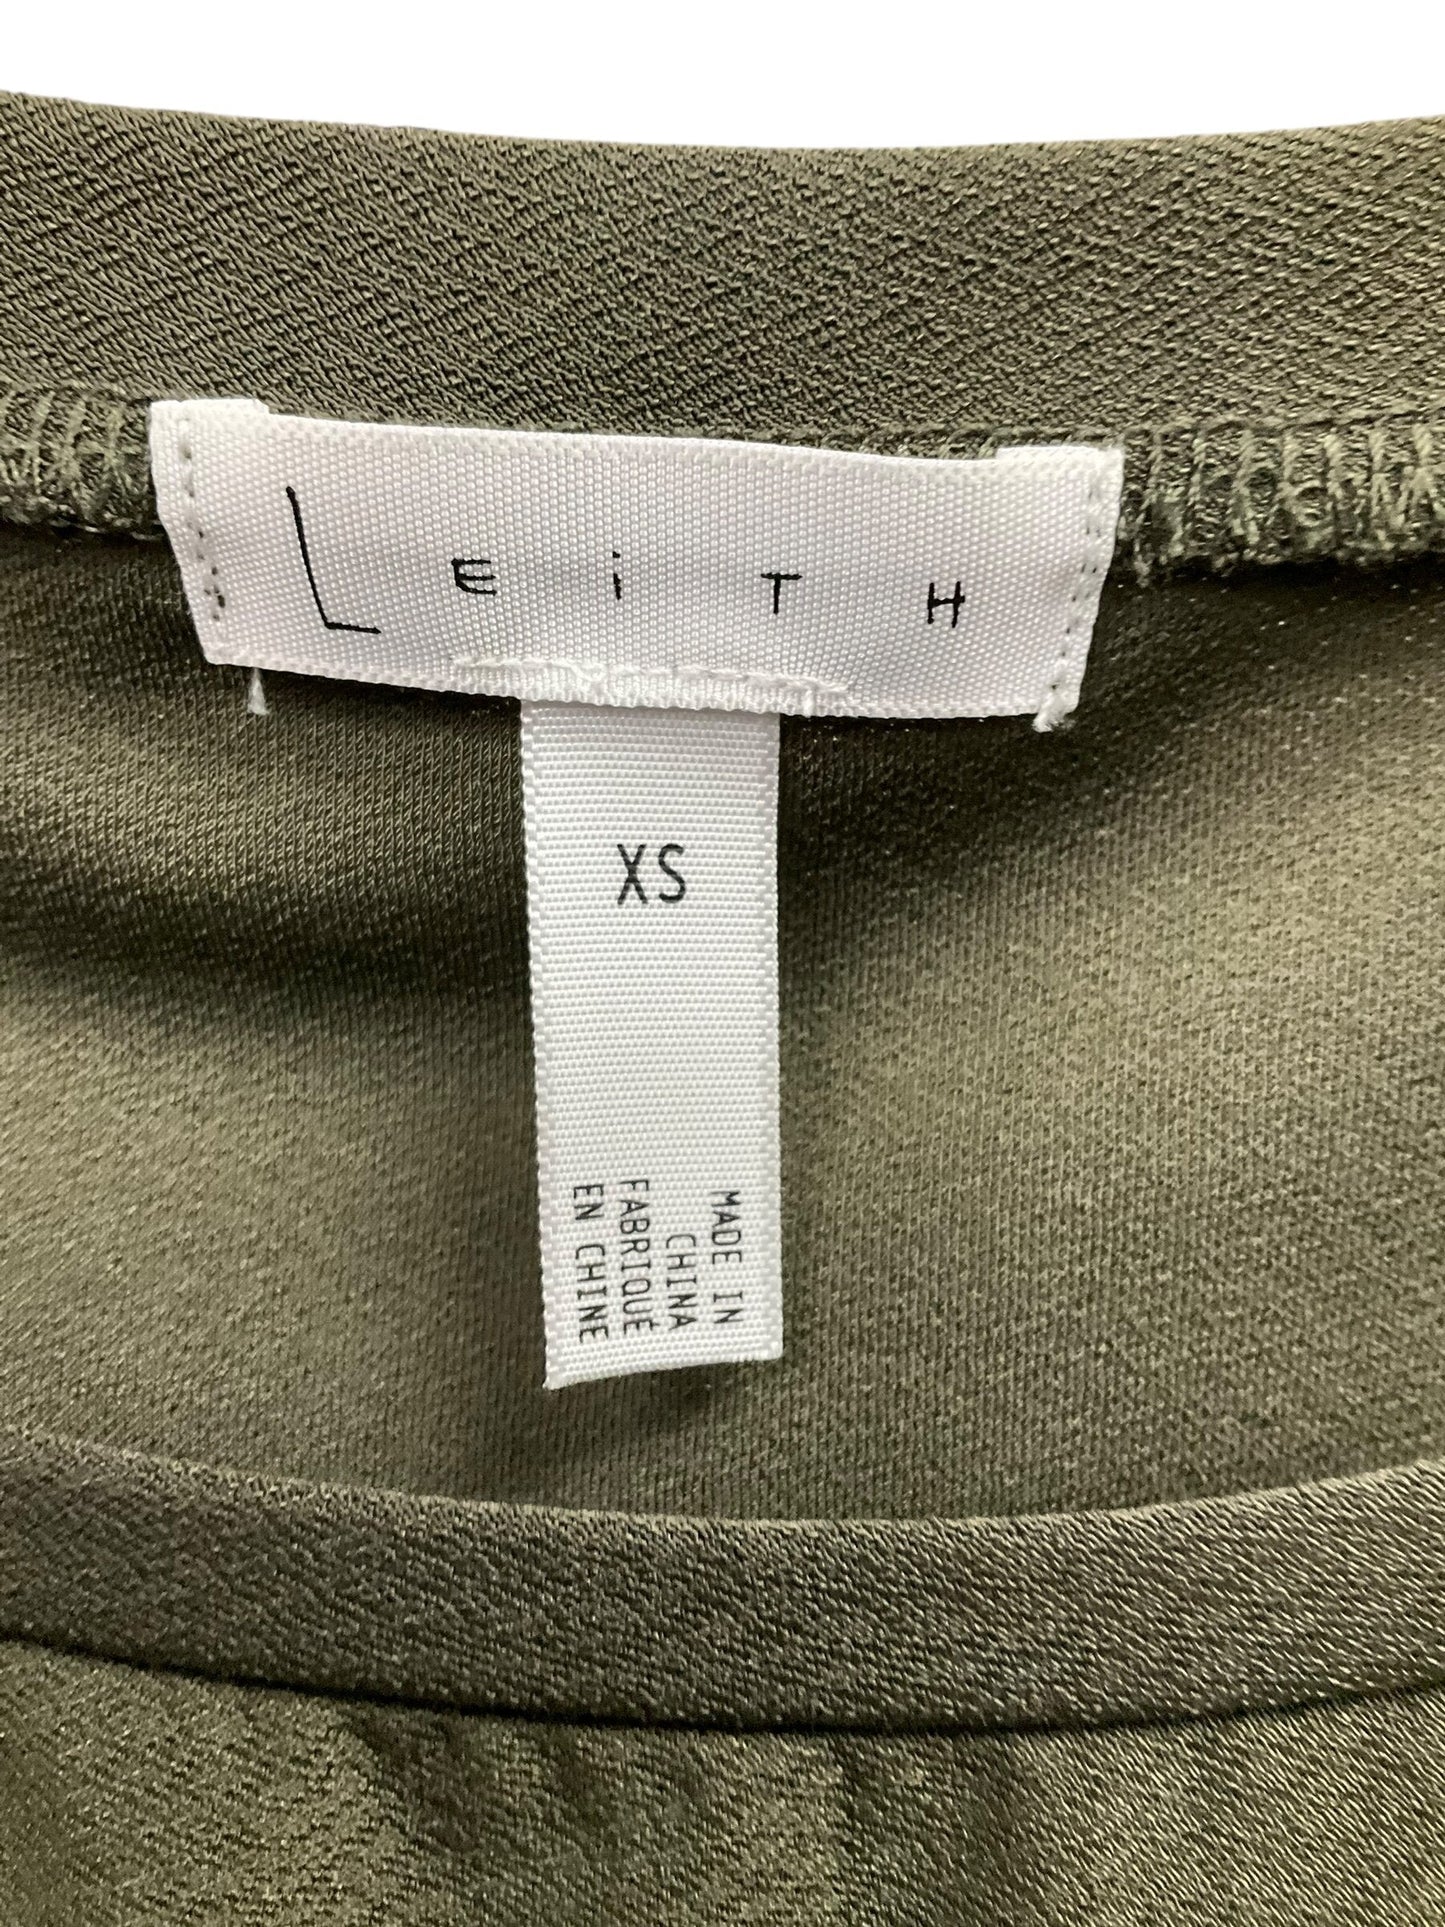 LEiTH
XS
MADE IN
CHINA
FABRIQUÉ
EN CHINE